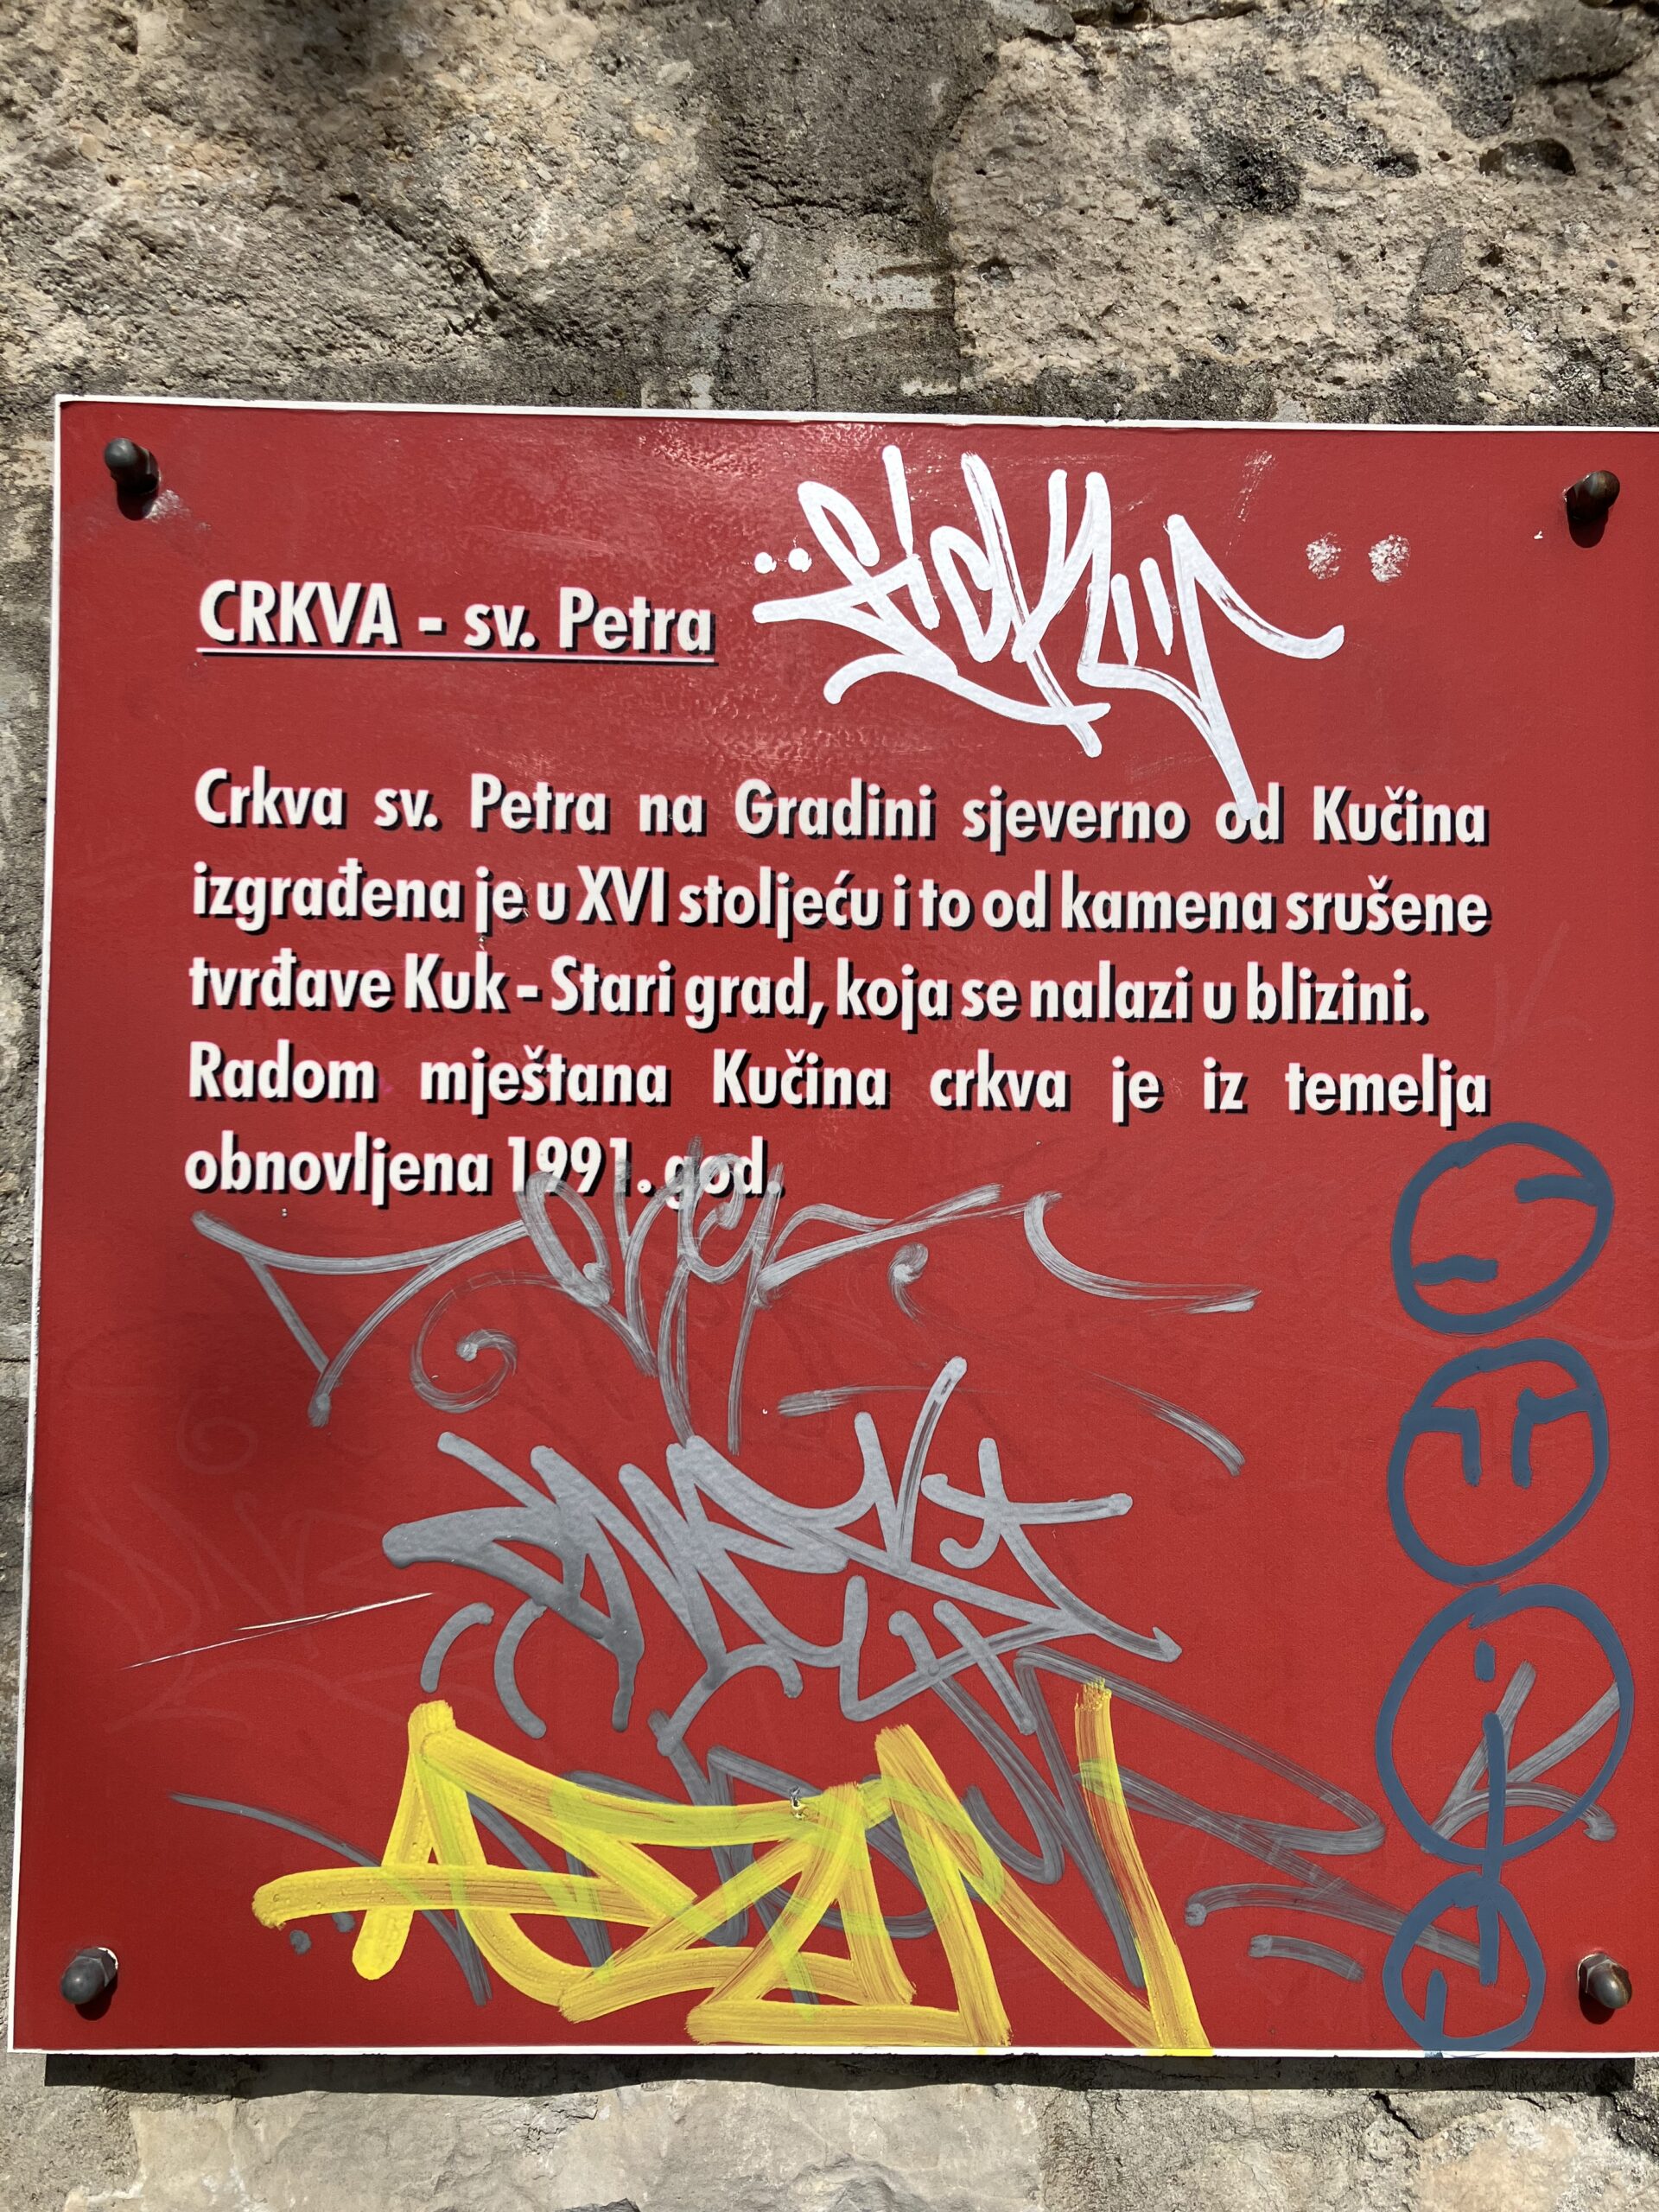 CRKVA - sv. Petra
Crkva sv. Petra na Gradini sjeverno od Kučina
izgrađena je u XVI stoljeću i to od kamena srušene
tvrđave Kuk - Stari grad, koja se nalazi u blizini.
Radom mještana Kučina crkva je iz temelja
obnovljena 1991. god.